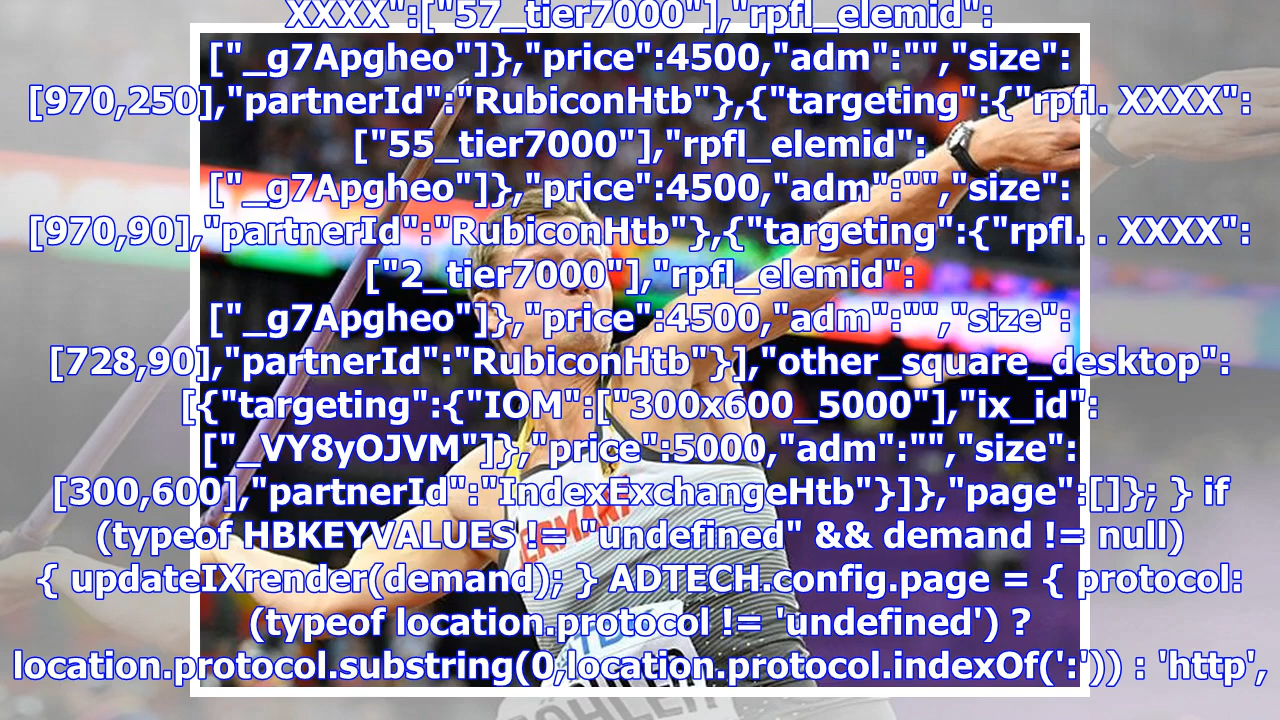 XXXX":["57_tier7000"],"rpfl_elemid":
["_g7Apgheo"]},"price":4500,"adm":"","size":
[970,250],"partnerId":"RubiconHtb"},{"targeting":{"rpfl. XXXX":
["55_tier7000"],"rpfl_elemid":
["_g7Apgheo"]},"price":4500,"adm":"","size":
[970,90],"partnerId":"RubiconHtb"},{"targeting":{"rpfl. . XXXX":
["2_tier7000"],"rpfl_elemid":
["_g7Apgheo"]},"price":4500,"adm":"","size":
[728,90],"partnerId":"RubiconHtb"}],"other_square_desktop":
[{"targeting":{"IOM":["300x600_5000"],"ix_id":
["_VY8yOJVM"]},"price":5000,"adm":"","size":
[300,600],"partnerId":"IndexExchangeHtb"}]},"page":[]}; } if
(typeof HBKEYVALUES != "undefined" && demand != null)
{ updateIXrender(demand); } ADTECH.config.page = { protocol:
(typeof location.protocol != 'undefined') ?
location.protocol.substring(0,location.protocol.indexOf(':')) : 'http',
GERMANY